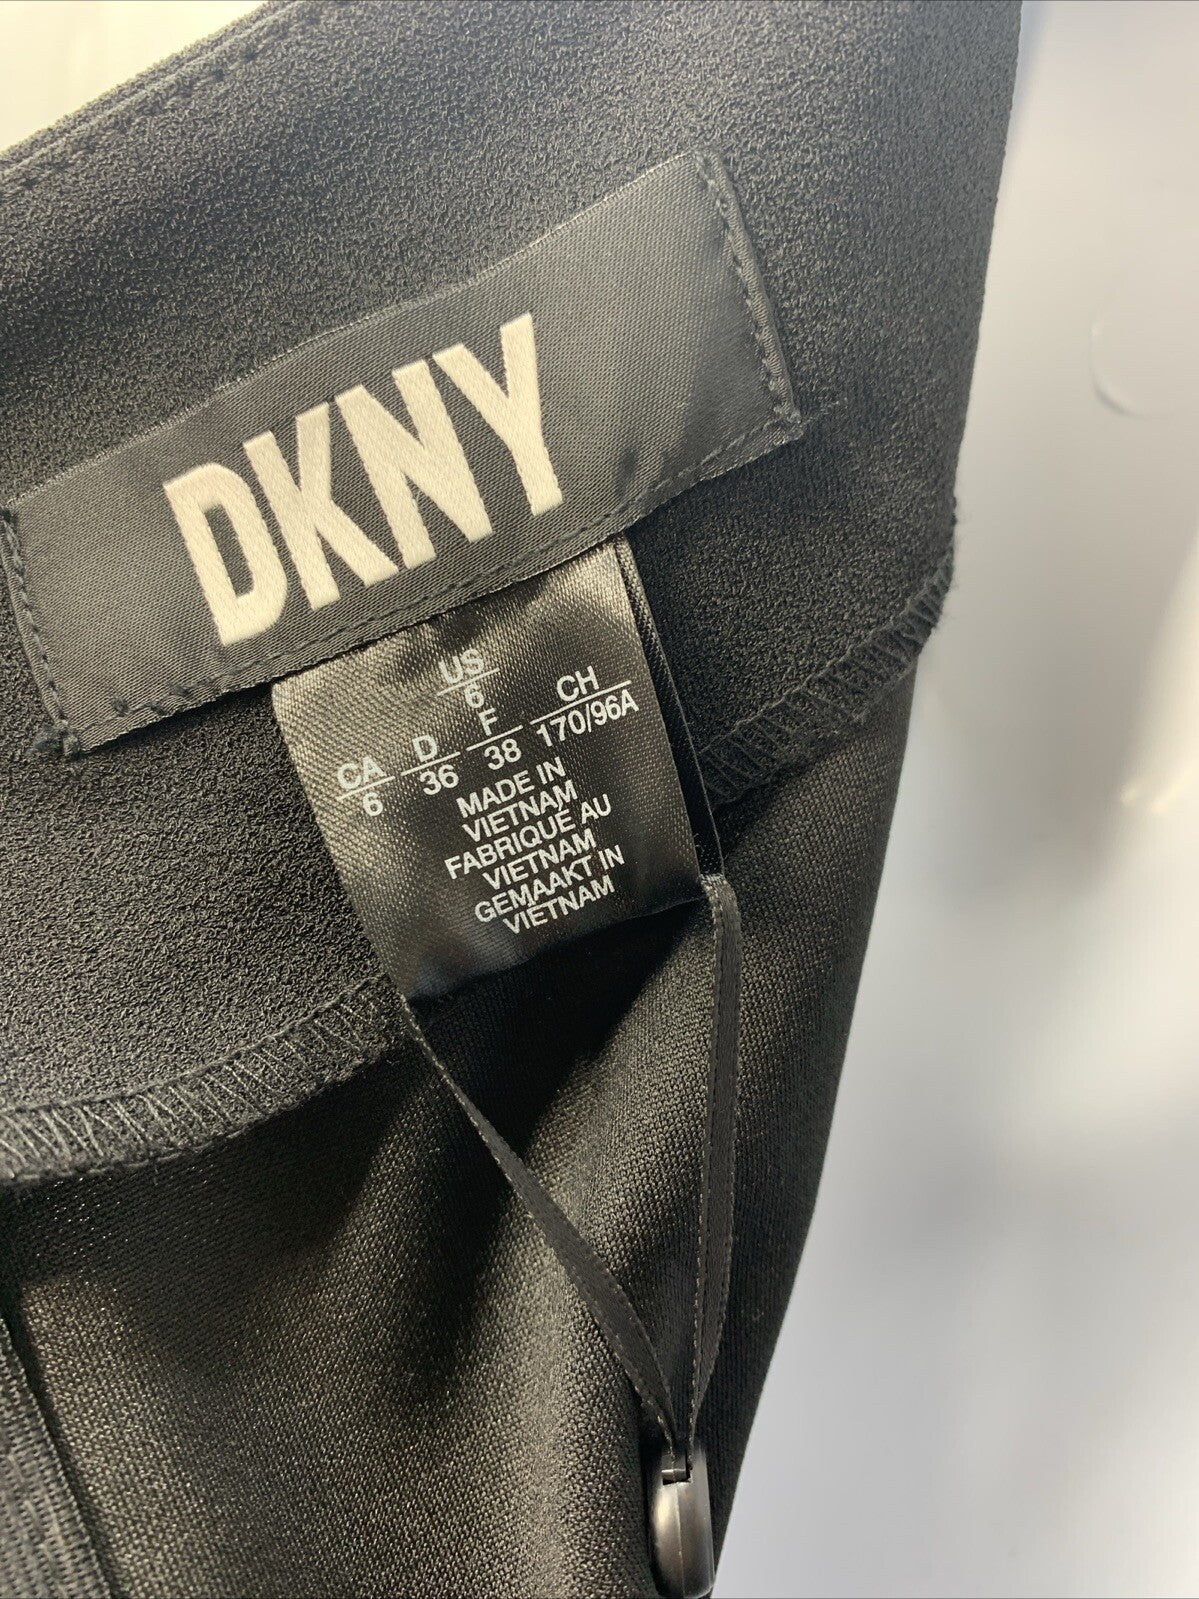 DKNY
US
6
CA D F CH
6 36 38 170/96A
MADE IN
VIETNAM
FABRIQUÉ AU
VIETNAM
GEMAAKT IN
VIETNAM